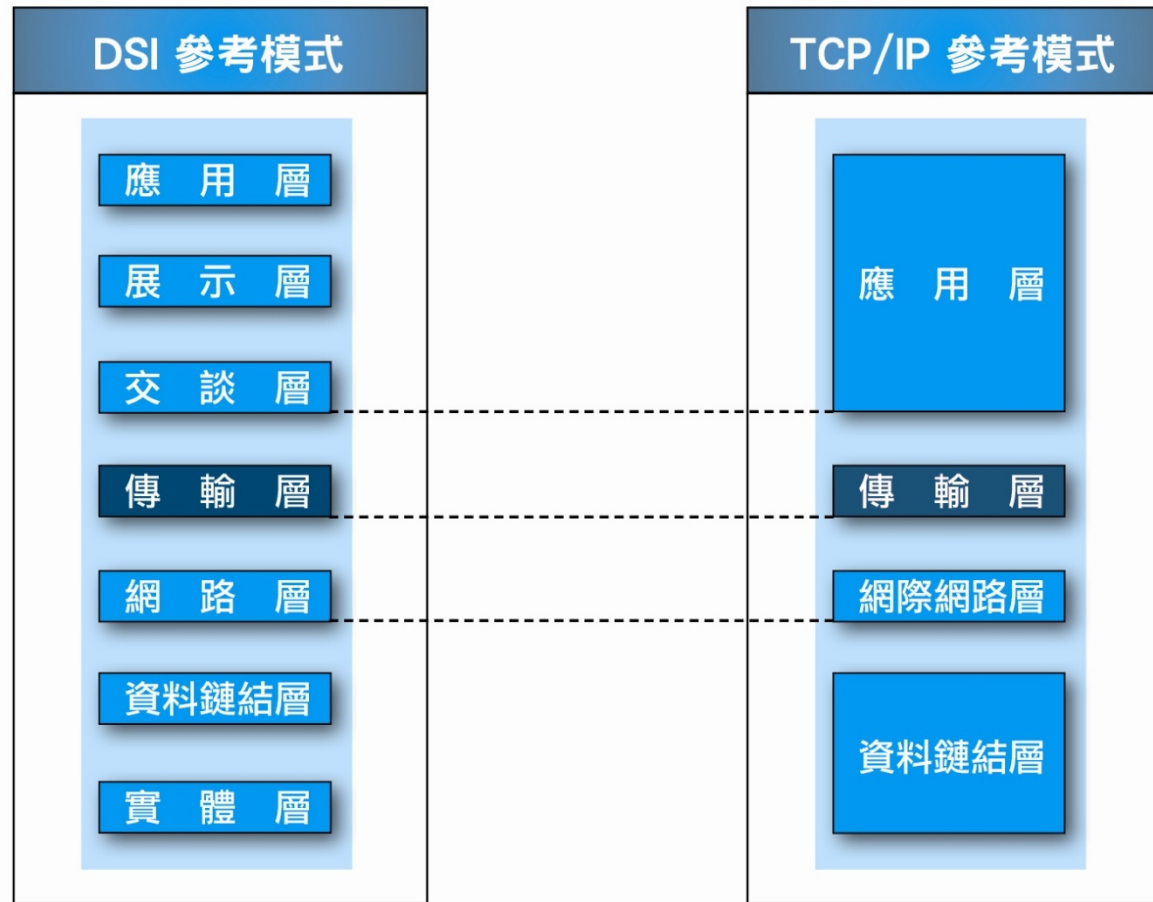 DSI 參考模式
應用層
展示層
交談層
傳輸層
網路層
資料鏈結層
實體層
TCP/IP 參考模式
應用層
傳輸層
網際網路層
資料鏈結層